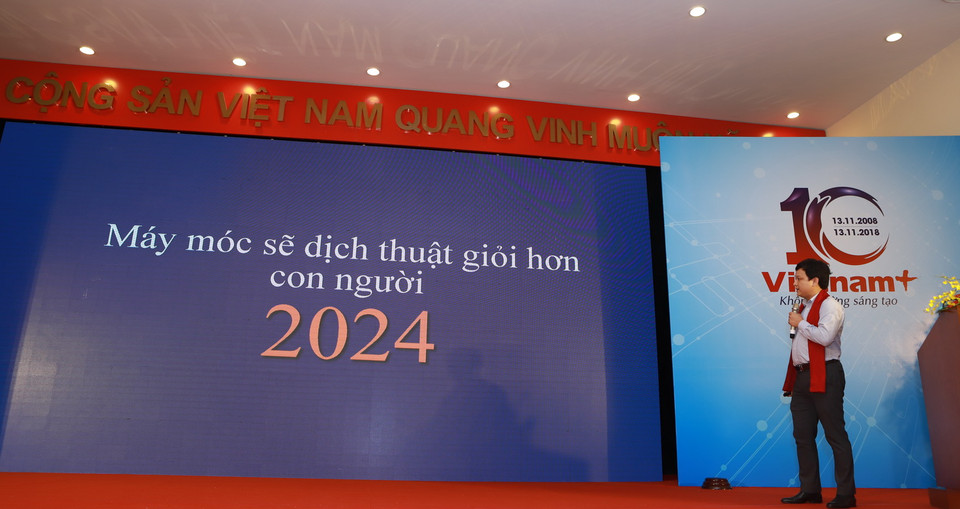 CỘNG SẢN VIỆT NAM QUANG VINH MUÔN
Máy móc sẽ dịch thuật giỏi hơn
con người
2024
10
13.11.2008
13.11.2018
sáng tạo